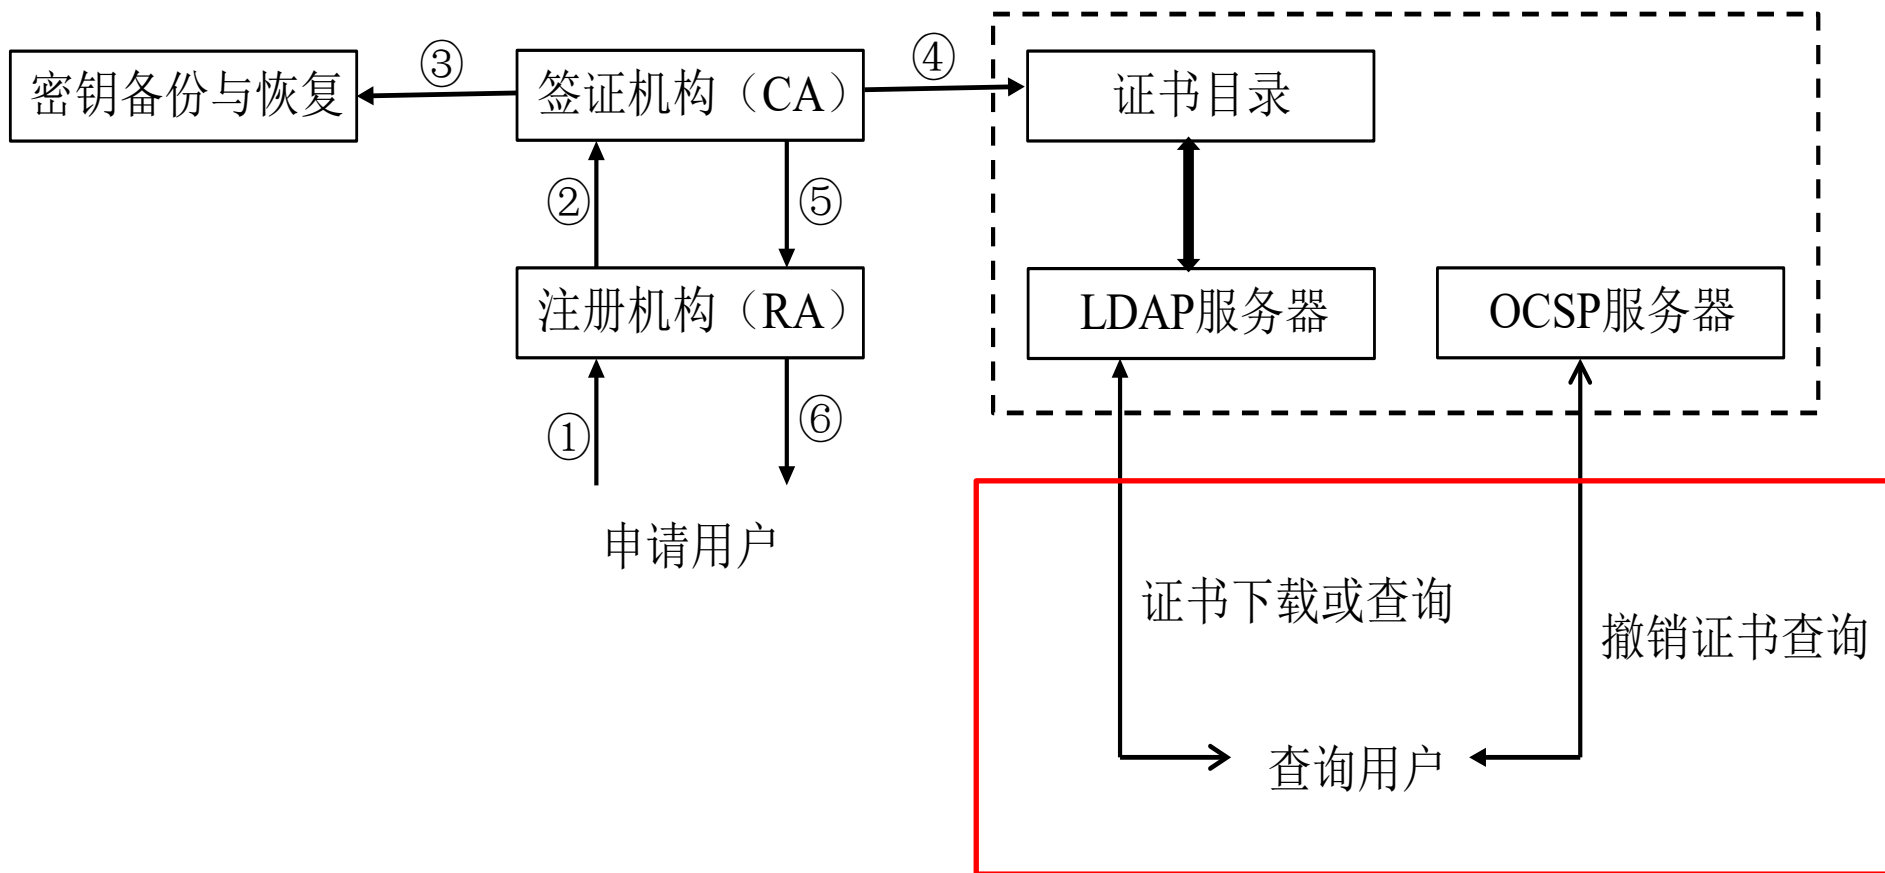 ③
④
密钥备份与恢复
签证机构（CA）
证书目录
②
⑤
注册机构（RA）
LDAP服务器
OCSP服务器
①
⑥
申请用户
证书下载或查询
撤销证书查询
查询用户